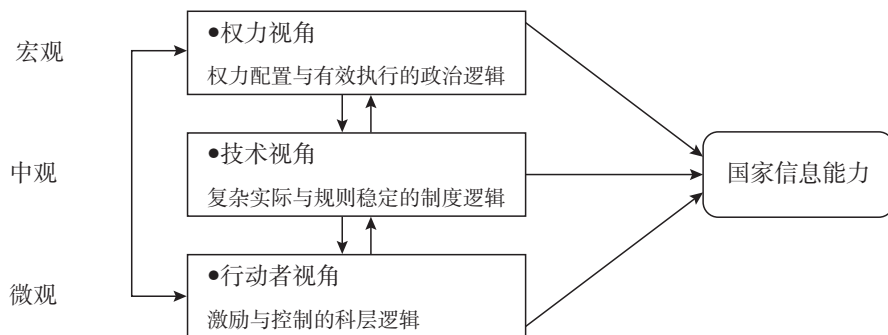 宏观
●权力视角
权力配置与有效执行的政治逻辑
中观
●技术视角
复杂实际与规则稳定的制度逻辑
国家信息能力
微观
●行动者视角
激励与控制的科层逻辑